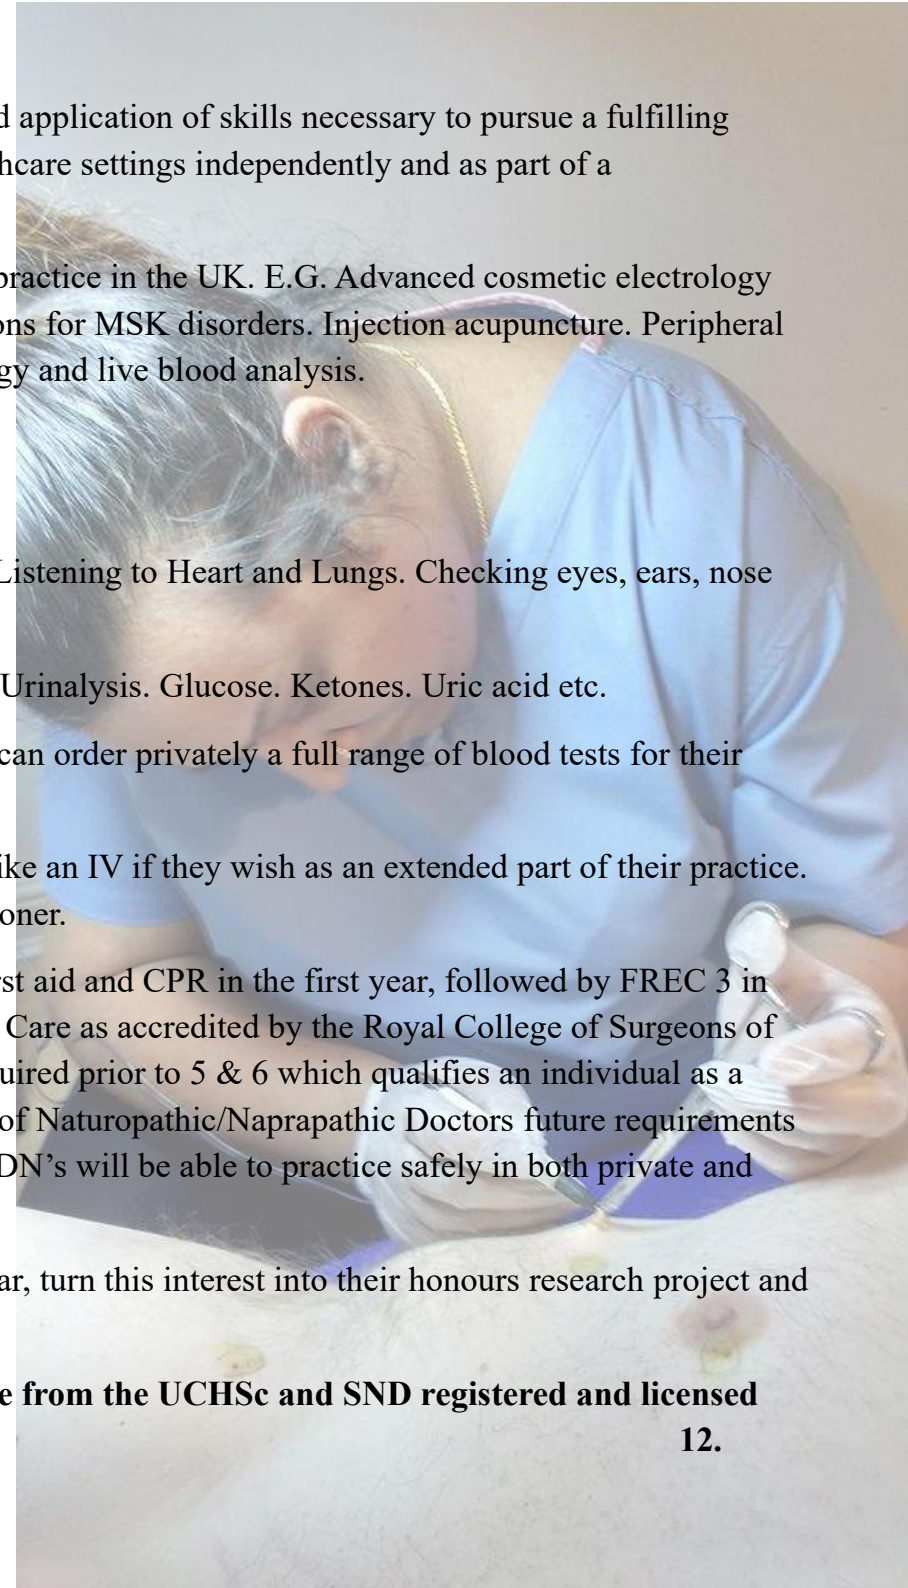 d application of skills necessary to pursue a fulfilling
hcare settings independently and as part of a
practice in the UK. E.G. Advanced cosmetic electrology
ons for MSK disorders. Injection acupuncture. Peripheral
gy and live blood analysis.
Listening to Heart and Lungs. Checking eyes, ears, nose
Urinalysis. Glucose. Ketones. Uric acid etc.
can order privately a full range of blood tests for their
ike an IV if they wish as an extended part of their practice.
oner.
rst aid and CPR in the first year, followed by FREC 3 in
Care as accredited by the Royal College of Surgeons of
uired prior to 5 & 6 which qualifies an individual as a
of Naturopathic/Naprapathic Doctors future requirements
DN’s will be able to practice safely in both private and
ar, turn this interest into their honours research project and
e from the UCHSc and SND registered and licensed
12.